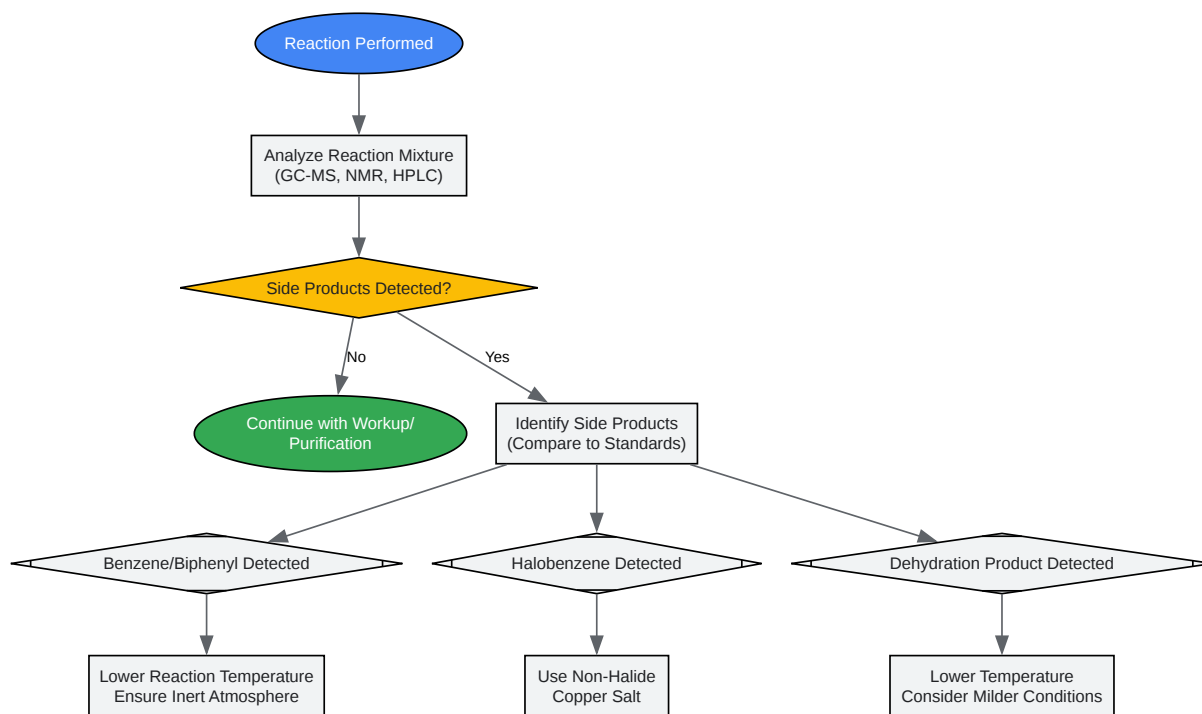 Reaction Performed
Analyze Reaction Mixture
(GC-MS, NMR, HPLC)
Side Products Detected?
No
Yes
Continue with Workup/
Purification
Identify Side Products
(Compare to Standards)
Benzene/Biphenyl Detected
Halobenzene Detected
Dehydration Product Detected
Lower Reaction Temperature
Ensure Inert Atmosphere
Use Non-Halide
Copper Salt
Lower Temperature
Consider Milder Conditions